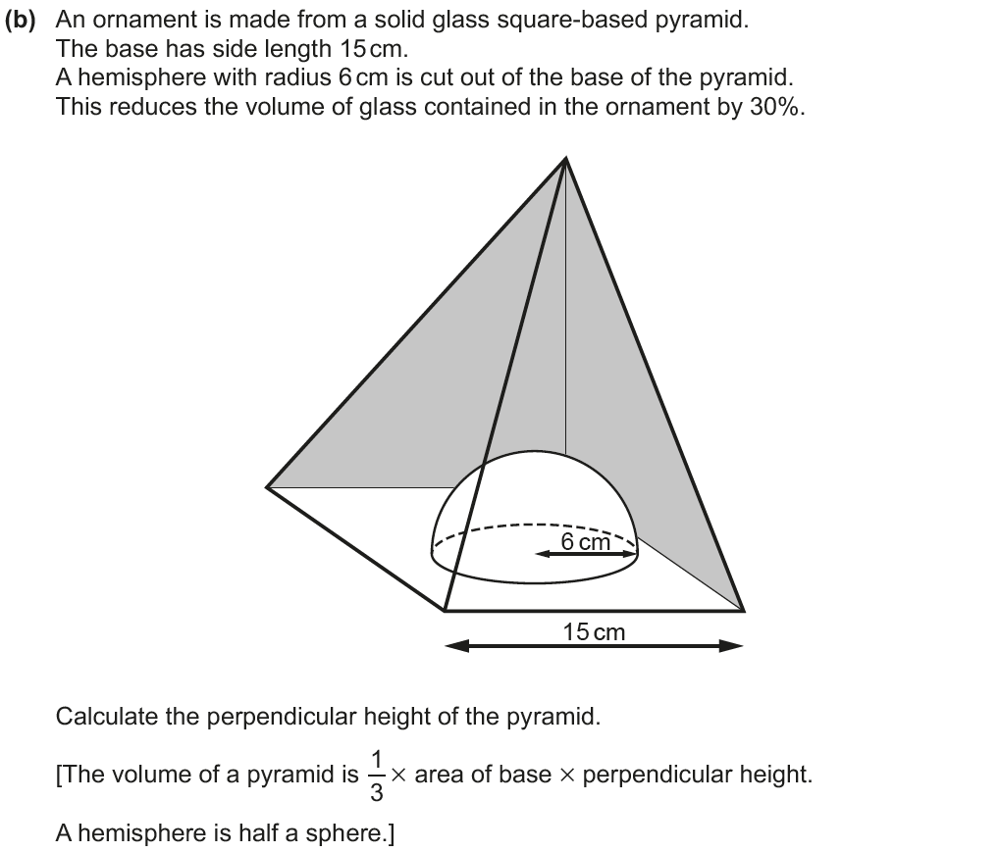 (b) An ornament is made from a solid glass square-based pyramid.
The base has side length 15 cm.
A hemisphere with radius 6 cm is cut out of the base of the pyramid.
This reduces the volume of glass contained in the ornament by 30%.
6 cm
15 cm
Calculate the perpendicular height of the pyramid.
[The volume of a pyramid is 1/3 × area of base × perpendicular height.
A hemisphere is half a sphere.]